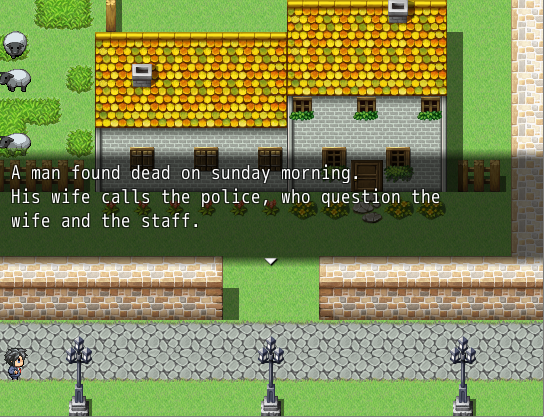 A man found dead on sunday morning.
His wife calls the police, who question the
wife and the staff.